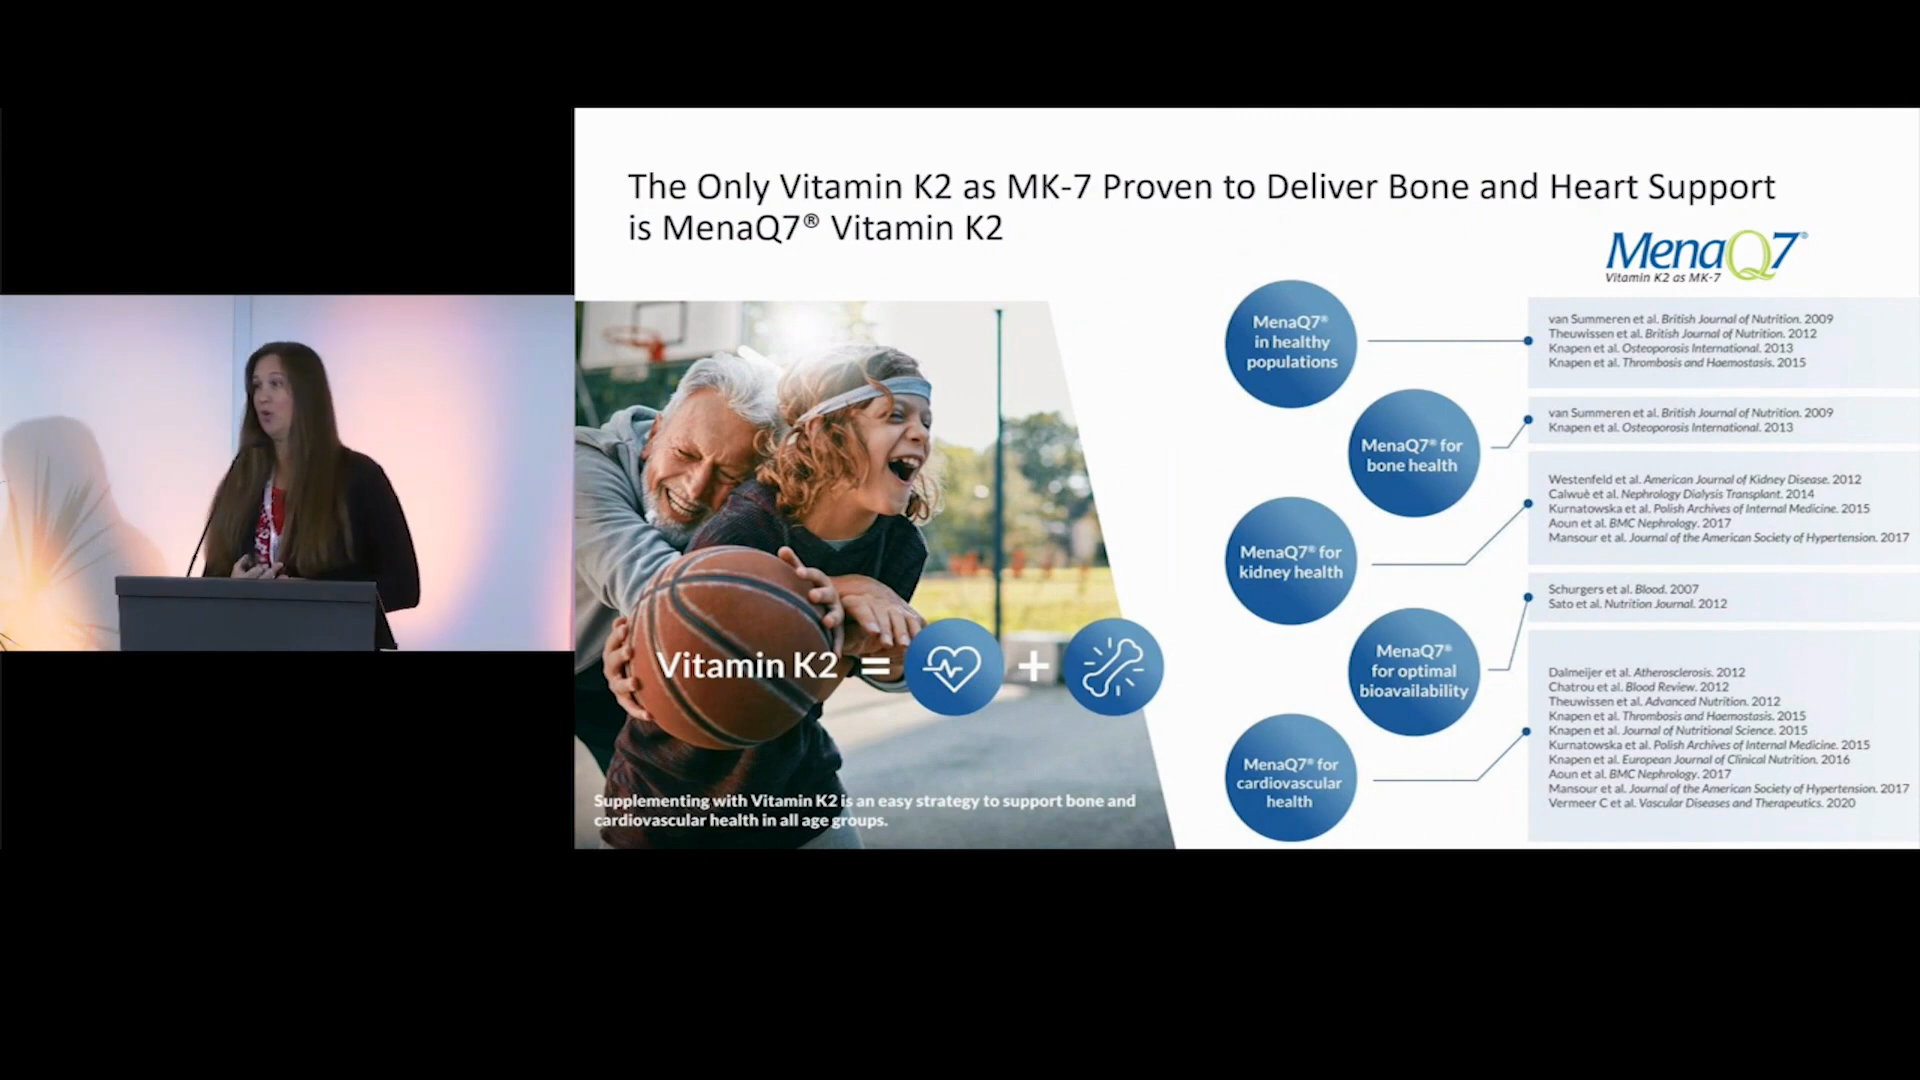 The Only Vitamin K2 as MK-7 Proven to Deliver Bone and Heart Support
is MenaQ7® Vitamin K2
MenaQ7®
Vitamin K2 as MK-7
MenaQ7®
in healthy
populations
van Summeren et al. British Journal of Nutrition. 2009
Theuwissen et al. British Journal of Nutrition. 2012
Knapen et al. Osteoporosis International. 2013
Knapen et al. Thrombosis and Haemostasis. 2015
MenaQ7® for
bone health
van Summeren et al. British Journal of Nutrition. 2009
Knapen et al. Osteoporosis International. 2013
MenaQ7® for
kidney health
Westenfeld et al. American Journal of Kidney Disease. 2012
Calwuè et al. Nephrology Dialysis Transplant. 2014
Kurnatowska et al. Polish Archives of Internal Medicine. 2015
Aoun et al. BMC Nephrology. 2017
Mansour et al. Journal of the American Society of Hypertension. 2017
MenaQ7®
for optimal
bioavailability
Schurgers et al. Blood. 2007
Sato et al. Nutrition Journal. 2012
MenaQ7® for
cardiovascular
health
Dalmeijer et al. Atherosclerosis. 2012
Chatrou et al. Blood Review. 2012
Theuwissen et al. Advanced Nutrition. 2012
Knapen et al. Thrombosis and Haemostasis. 2015
Knapen et al. Journal of Nutritional Science. 2015
Kurnatowska et al. Polish Archives of Internal Medicine. 2015
Knapen et al. European Journal of Clinical Nutrition. 2016
Aoun et al. BMC Nephrology. 2017
Mansour et al. Journal of the American Society of Hypertension. 2017
Vermeer C et al. Vascular Diseases and Therapeutics. 2020
Vitamin K2 = +
Supplementing with Vitamin K2 is an easy strategy to support bone and
cardiovascular health in all age groups.